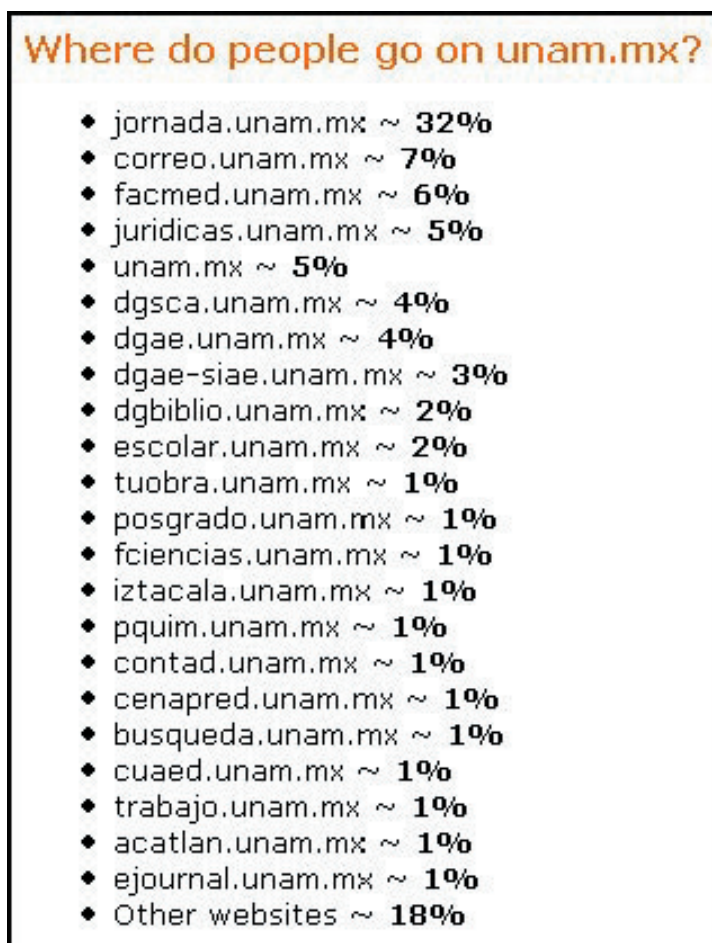 Where do people go on unam.mx?
• jornada.unam.mx ~ 32%
• correo.unam.mx ~ 7%
• facmed.unam.mx ~ 6%
• juridicas.unam.mx ~ 5%
• unam.mx ~ 5%
• dgsca.unam.mx ~ 4%
• dgae.unam.mx ~ 4%
• dgae-siae.unam.mx ~ 3%
• dgbiblio.unam.mx ~ 2%
• escolar.unam.mx ~ 2%
• tuobra.unam.mx ~ 1%
• posgrado.unam.mx ~ 1%
• fciencias.unam.mx ~ 1%
• iztacala.unam.mx ~ 1%
• pquim.unam.mx ~ 1%
• contad.unam.mx ~ 1%
• cenapred.unam.mx ~ 1%
• busqueda.unam.mx ~ 1%
• cuaed.unam.mx ~ 1%
• trabajo.unam.mx ~ 1%
• acatlan.unam.mx ~ 1%
• ejournal.unam.mx ~ 1%
• Other websites ~ 18%